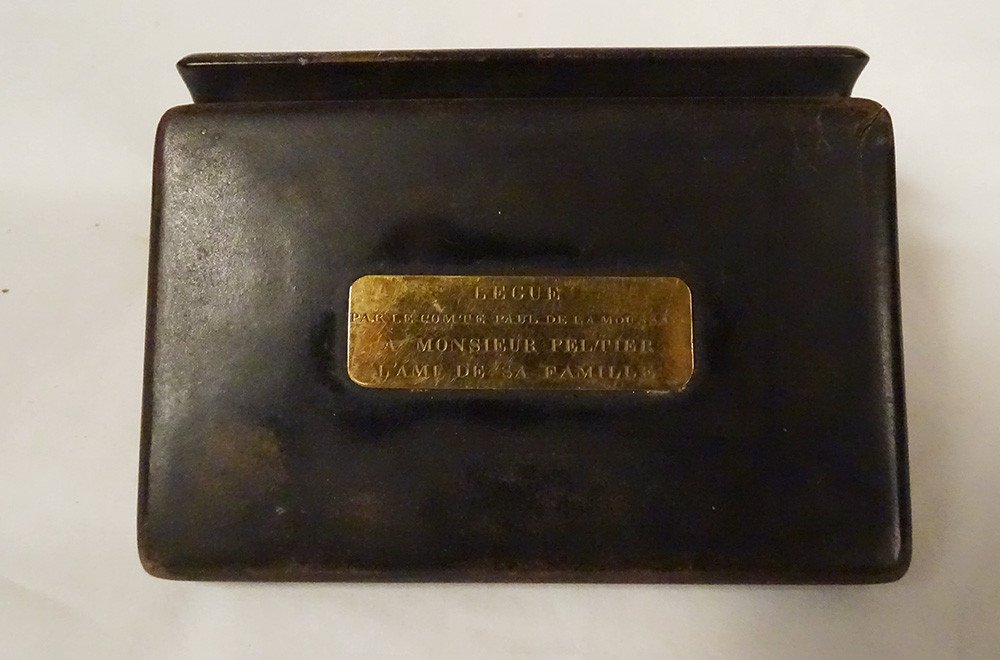 LEGUE
PAR LE COMTE PAUL DE LA
A MONSIEUR PELTIER
L'AMI DE SA FAMILLE